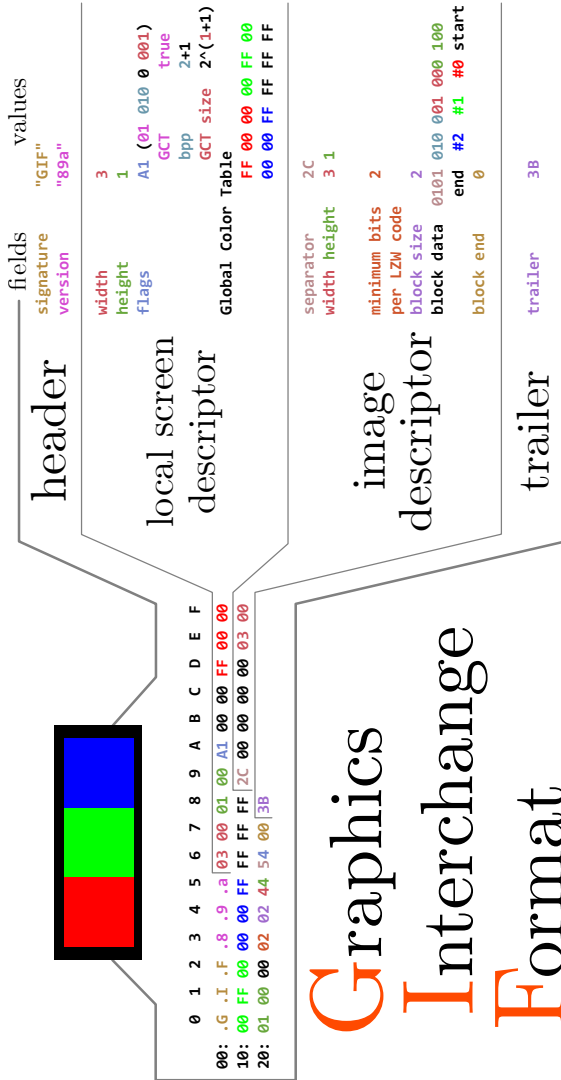 0 1 2 3 4 5 6 7 8 9 A B C D E F
00: .G .I .F .8 .9 .a 03 00 01 00 A1 00 00 FF 00 00
10: 00 FF 00 00 00 FF FF FF FF 2C 00 00 00 00 03 00
20: 01 00 00 02 02 44 54 00 3B
Graphics
Interchange
Format
fields values
header
signature "GIF"
version "89a"
local screen
descriptor
width 3
height 1
flags A1 (01 010 0 001)
GCT true
bpp 2+1
GCT size 2^(1+1)
Global Color Table
FF 00 00 00 FF 00
00 00 FF FF FF FF
image
descriptor
separator 2C
width height 3 1
minimum bits 2
per LZW code
block size 2
block data 0101 010 001 000 100
end #2 #1 #0 start
block end 0
trailer
trailer 3B